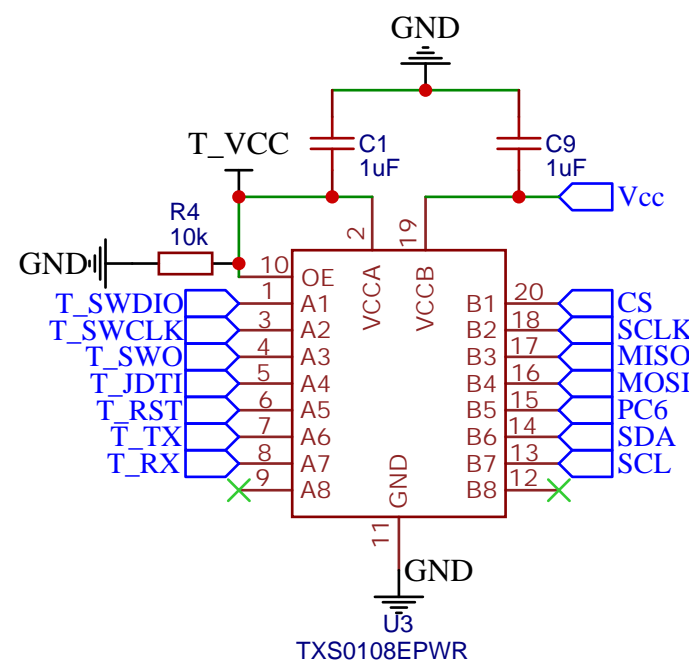 GND
T_VCC
C1
1uF
C9
1uF
Vcc
R4
10k
GND
2
19
10
OE
VCCA
VCCB
T_SWDIO
1
A1
B1
20
CS
T_SWCLK
3
A2
B2
18
SCLK
T_SWO
4
A3
B3
17
MISO
T_JDTI
5
A4
B4
16
MOSI
T_RST
6
A5
B5
15
PC6
T_TX
7
A6
B6
14
SDA
T_RX
8
A7
B7
13
SCL
9
A8
GND
B8
12
11
GND
U3
TXS0108EPWR